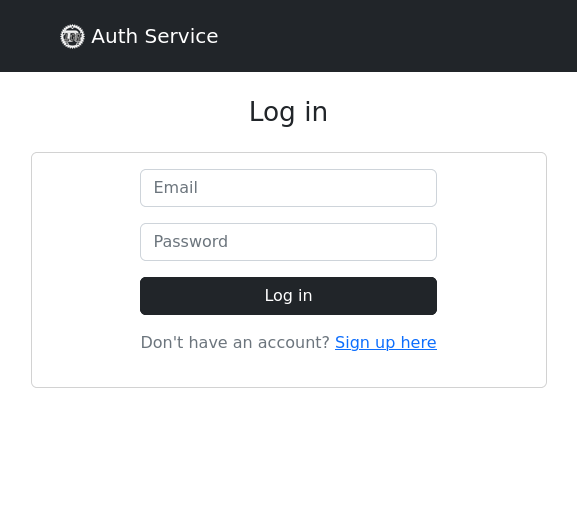 Auth Service
Log in
Email
Password
Log in
Don't have an account? Sign up here